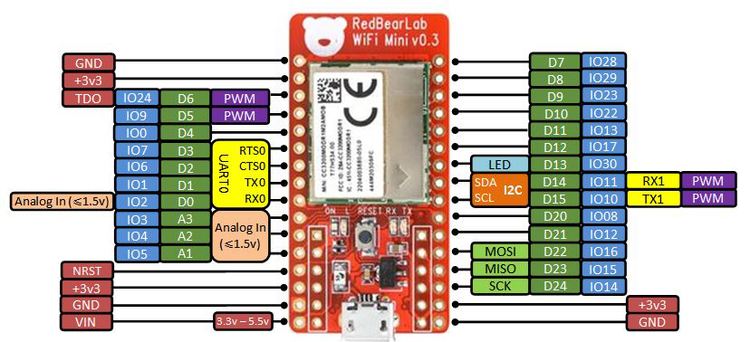 RedBearLab
WiFi Mini v0.3
GND
+3v3
TDO IO24 D6 PWM
IO9 D5 PWM
IO0 D4
IO7 D3 RTS0
IO6 D2 CTS0
UART0
IO1 D1 TX0
Analog In (≤1.5v) IO2 D0 RX0
IO3 A3
IO4 A2 Analog In
(≤1.5v)
IO5 A1
NRST
+3v3
GND
VIN 3.3v – 5.5v
CE
M/N: CC3200MODR1M2AMOB
ON L RESET RX TX
D7 IO28
D8 IO29
D9 IO23
D10 IO22
D11 IO13
D12 IO17
LED D13 IO30
SDA D14 IO11 RX1 PWM
I2C
SCL D15 IO10 TX1 PWM
D20 IO08
D21 IO12
MOSI D22 IO16
MISO D23 IO15
SCK D24 IO14
+3v3
GND